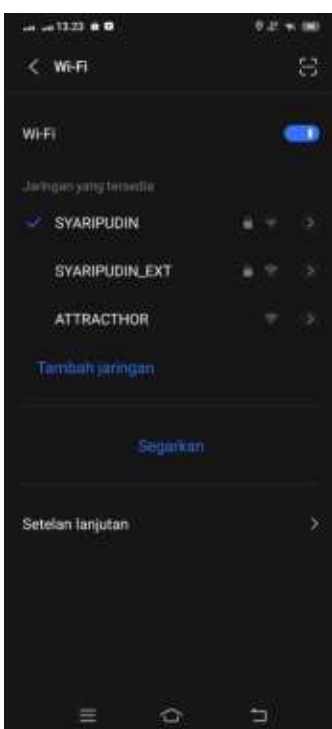 13.23
Wi-Fi
Wi-Fi
Jaringan yang tersedia
SYARIPUDIN
SYARIPUDIN_EXT
ATTRACTHOR
Tambah jaringan
Segarkan
Setelan lanjutan